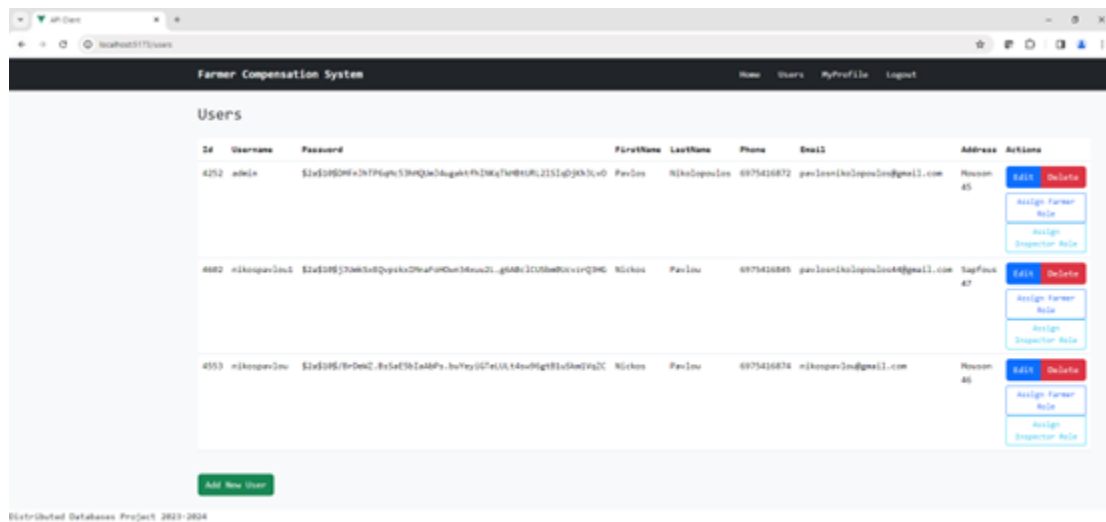 API Client
localhost:5173/users
Farmer Compensation System
Home Users MyProfile Logout
Users
Id Username Password FirstName LastName Phone Email Address Actions
4252 admin Pavlos Nikolopoulos 6975416872 pavlosnikolopoulos@gmail.com Mouson Edit Delete
45
Assign Farmer
Role
Assign
Inspector Role
4602 nikospavlou1 Nickos Pavlou 6975416845 pavlosnikolopoulos44@gmail.com Sapfous Edit Delete
47
Assign Farmer
Role
Assign
Inspector Role
4553 nikospavlou Nickos Pavlou 6975416874 nikospavlou@gmail.com Mouson Edit Delete
46
Assign Farmer
Role
Assign
Inspector Role
Add New User
Distributed Databases Project 2023-2024